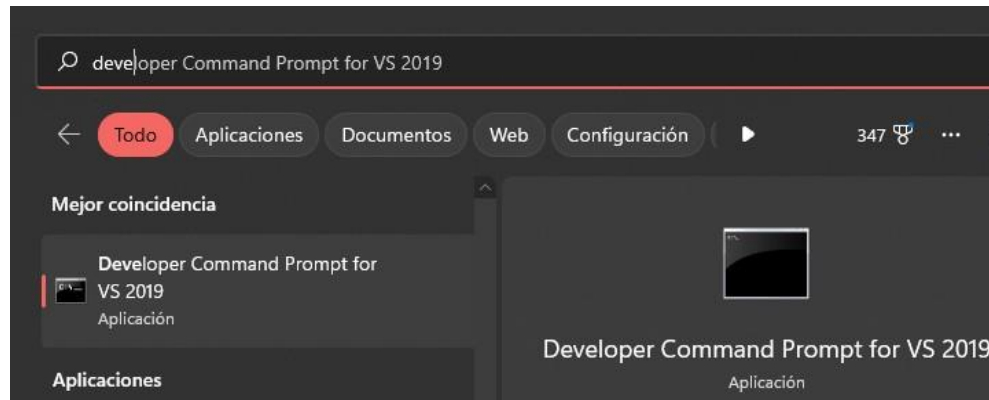 developer Command Prompt for VS 2019
Todo Aplicaciones Documentos Web Configuración 347
Mejor coincidencia
Developer Command Prompt for
VS 2019
Aplicación
Developer Command Prompt for VS 2019
Aplicación
Aplicaciones